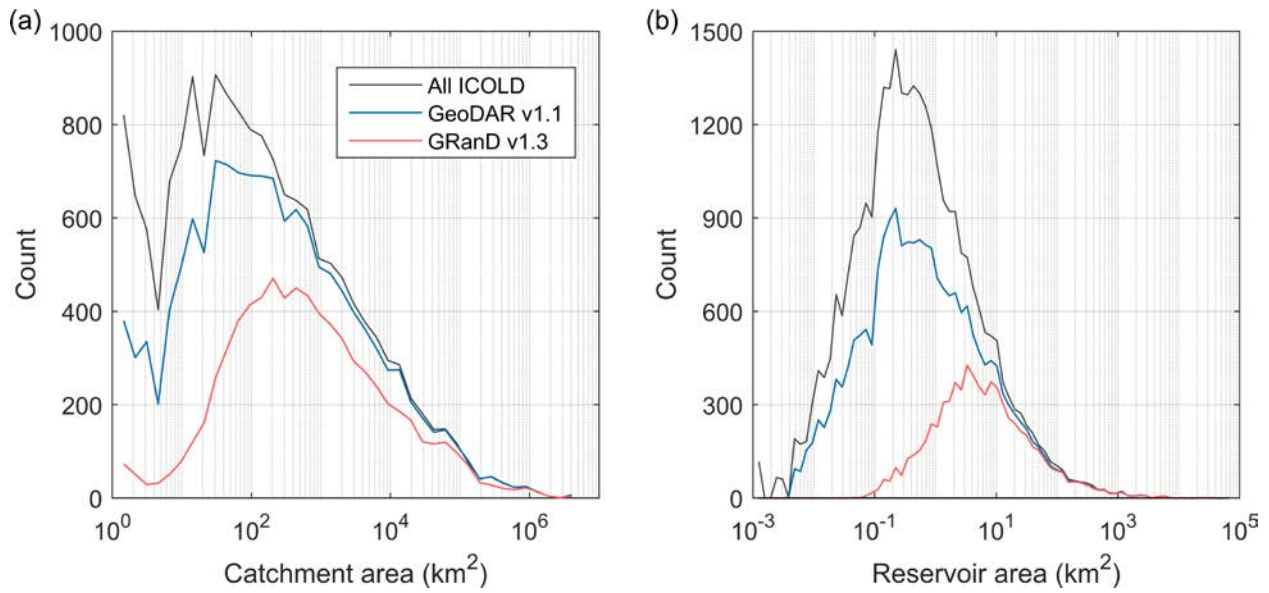 (a)
1000
800
600
400
200
0
Count
10^0
10^2
10^4
10^6
Catchment area (km^2)
All ICOLD
GeoDAR v1.1
GRanD v1.3
(b)
1500
1200
900
600
300
0
Count
10^-3
10^-1
10^1
10^3
10^5
Reservoir area (km^2)